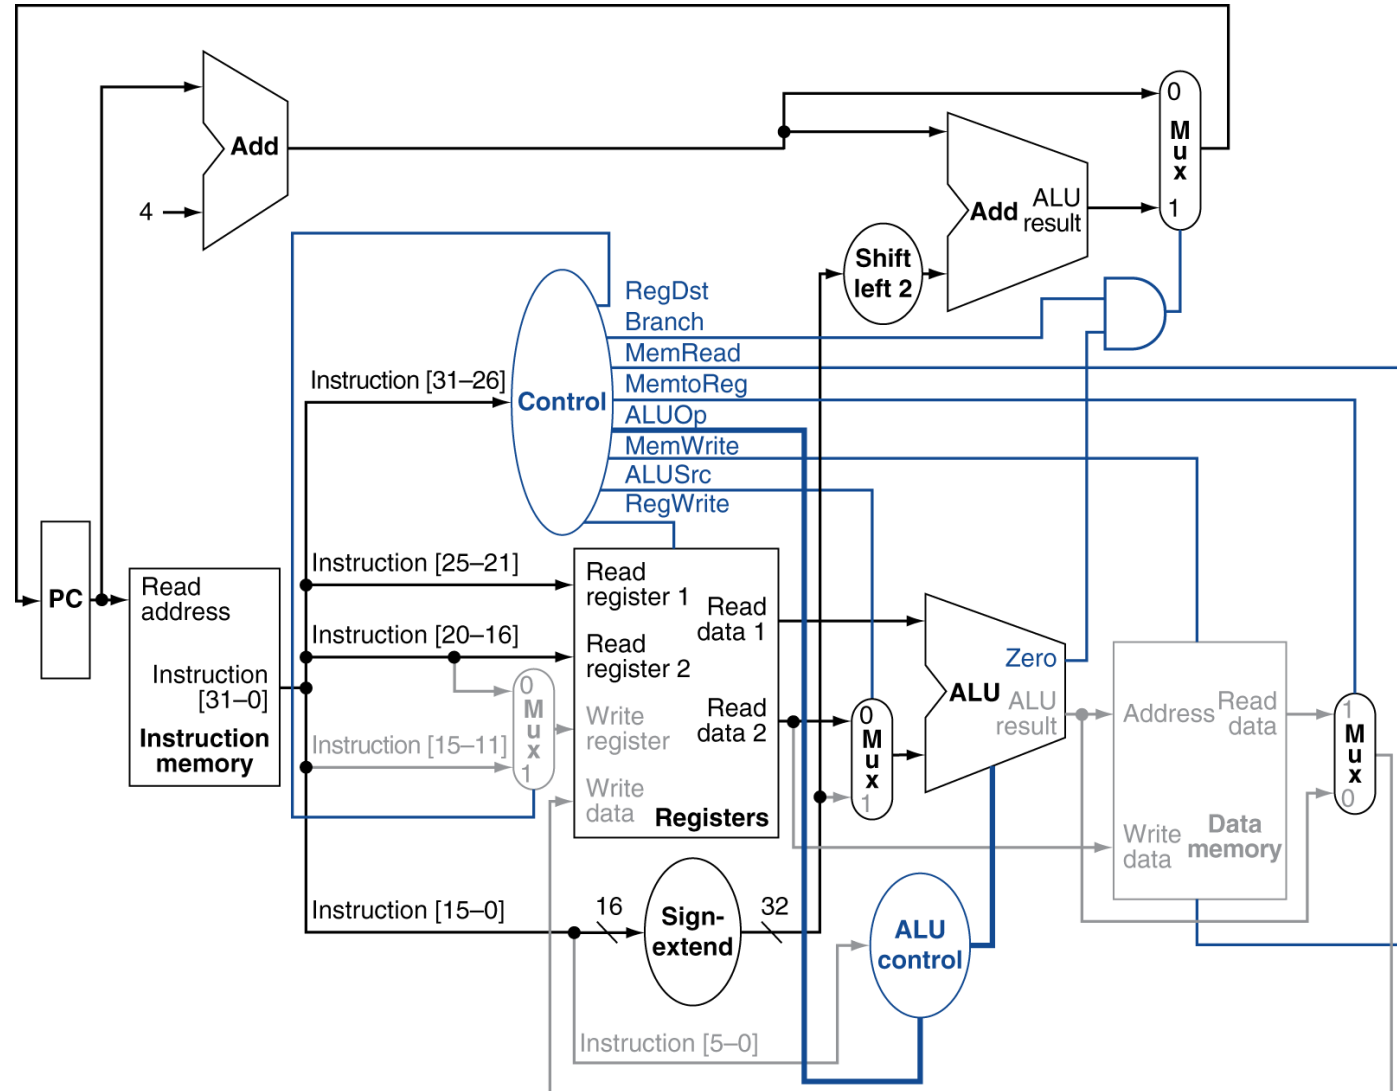 0
M
u
x
1
Add
4
Add
ALU
result
Shift
left 2
RegDst
Branch
MemRead
MemtoReg
ALUOp
MemWrite
ALUSrc
RegWrite
Control
Instruction [31–26]
PC
Read
address
Instruction
[31–0]
Instruction
memory
Instruction [25–21]
Instruction [20–16]
Instruction [15–11]
0
M
u
x
1
Read
register 1
Read
register 2
Write
register
Write
data
Read
data 1
Read
data 2
Registers
0
M
u
x
1
Zero
ALU
ALU
result
Address
Read
data
Write
data
Data
memory
1
M
u
x
0
Instruction [15–0]
16
Sign-
extend
32
ALU
control
Instruction [5–0]